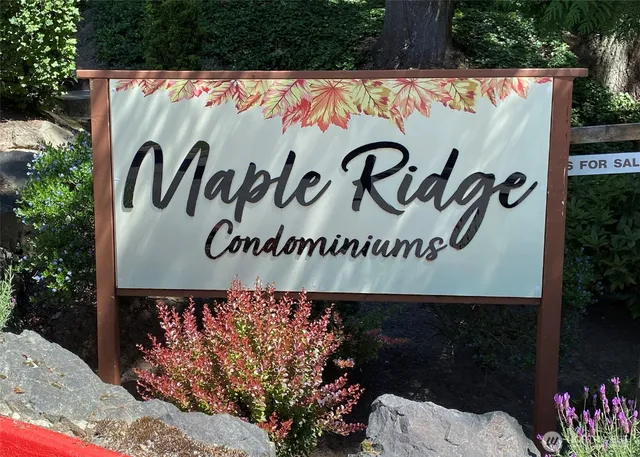 Maple Ridge
Condominiums
S FOR SAL